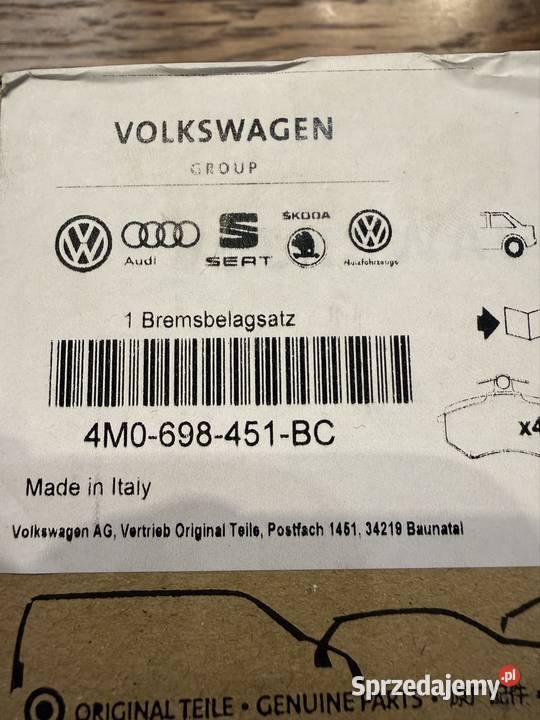 VOLKSWAGEN
GROUP
Audi
SEAT
ŠKODA
Nutzfahrzeuge
1 Bremsbelagsatz
4M0-698-451-BC
x4
Made in Italy
Volkswagen AG, Vertrieb Original Teile, Postfach 1451, 34219 Baunatal
ORIGINAL TEILE • GENUINE PARTS •
Sprzedajemy.pl